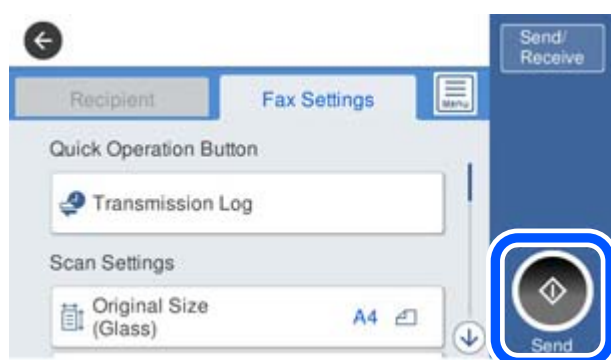 Send/
Receive
Recipient
Fax Settings
Menu
Quick Operation Button
Transmission Log
Scan Settings
Original Size
(Glass)
A4
Send